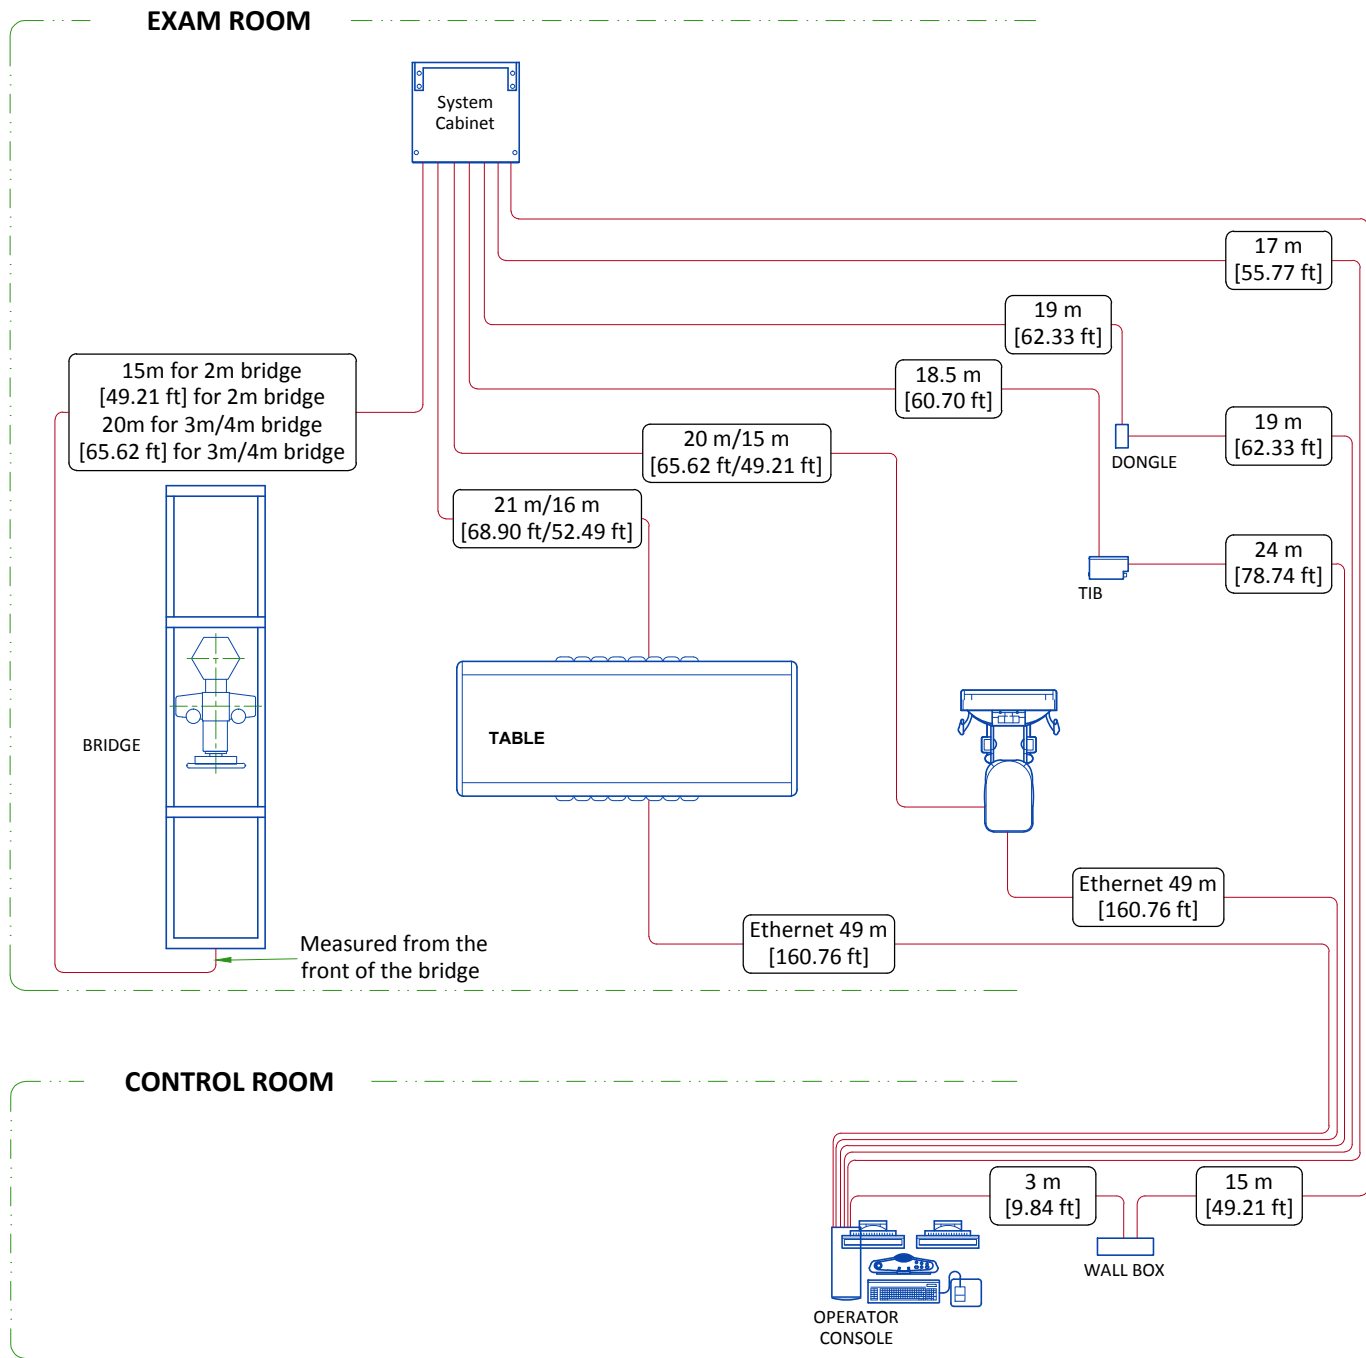 EXAM ROOM
System
Cabinet
17 m
[55.77 ft]
19 m
[62.33 ft]
15m for 2m bridge
[49.21 ft] for 2m bridge
20m for 3m/4m bridge
[65.62 ft] for 3m/4m bridge
18.5 m
[60.70 ft]
20 m/15 m
[65.62 ft/49.21 ft]
19 m
[62.33 ft]
DONGLE
21 m/16 m
[68.90 ft/52.49 ft]
24 m
[78.74 ft]
TIB
BRIDGE
TABLE
Ethernet 49 m
[160.76 ft]
Ethernet 49 m
[160.76 ft]
Measured from the
front of the bridge
CONTROL ROOM
3 m
[9.84 ft]
15 m
[49.21 ft]
WALL BOX
OPERATOR
CONSOLE